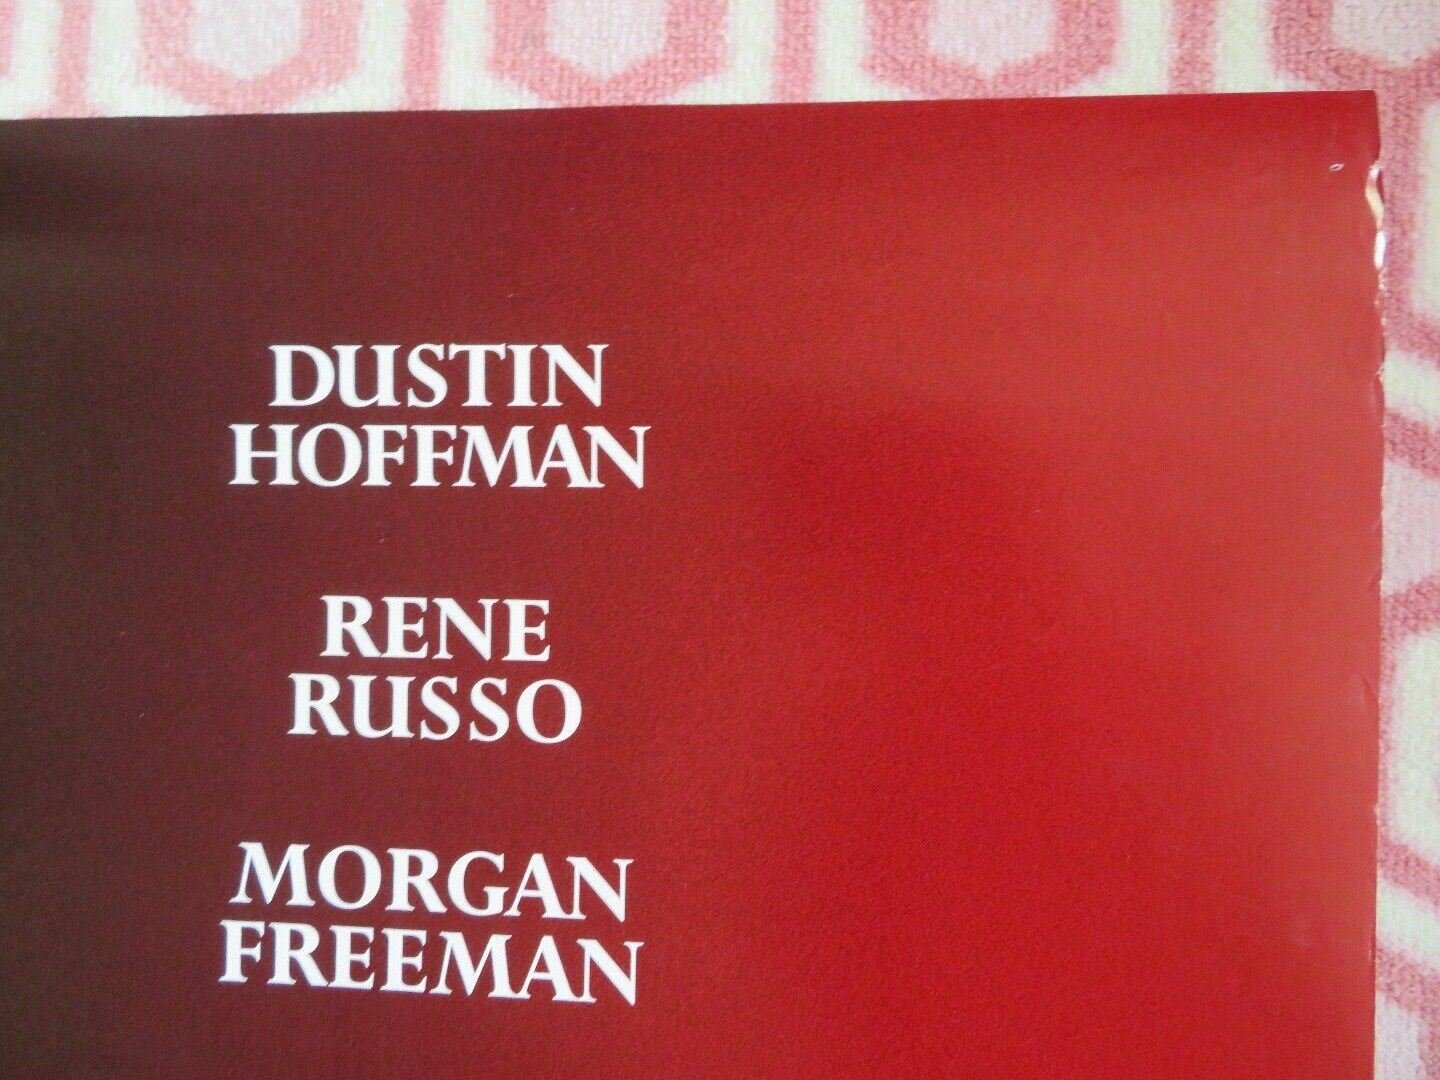 DUSTIN
HOFFMAN
RENE
RUSSO
MORGAN
FREEMAN